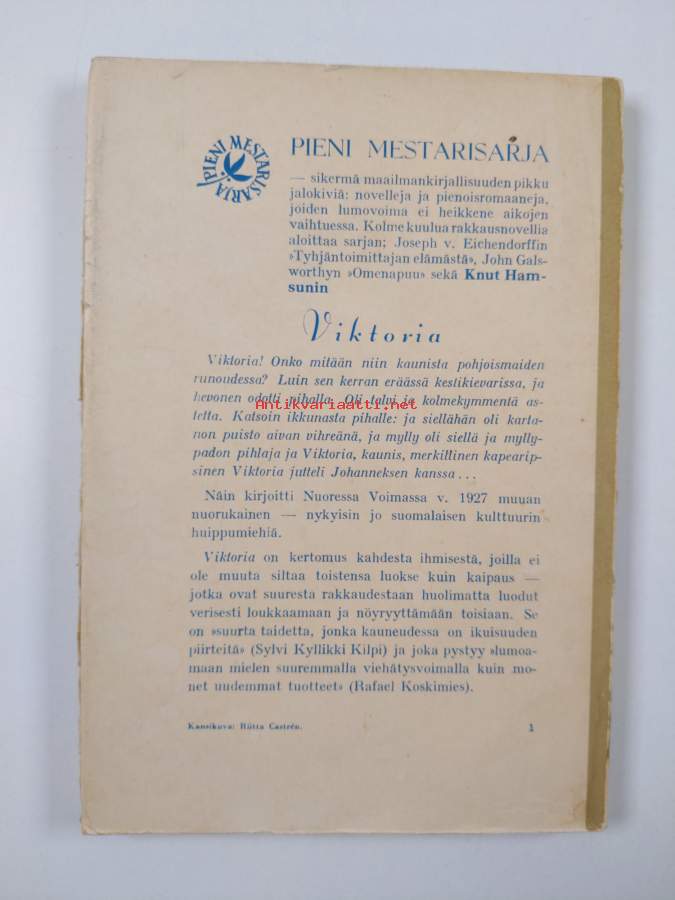 PIENI MESTARISARJA
PIENI MESTARISARJA
— sikermä maailmankirjallisuuden pikku
jalokiviä: novelleja ja pienoisromaaneja,
joiden lumovoima ei heikkene aikojen
vaihtuessa. Kolme kuulua rakkausnovellia
aloittaa sarjan; Joseph v. Eichendorffin
»Tyhjäntoimittajan elämästä», John Gals-
worthyn »Omenapuu» sekä Knut Ham-
sunin
Viktoria
Viktoria! Onko mitään niin kaunista pohjoismaiden
runoudessa? Luin sen kerran eräässä kestikievarissa, ja
hevonen odotti pihalla. Oli talvi ja kolmekymmentä as-
Antikvariaatti.net
tetta. Katsoin ikkunasta pihalle: ja siellähän oli karta-
non puisto aivan vihreänä, ja mylly oli siellä ja mylly-
padon pihlaja ja Viktoria, kaunis, merkillinen kapearip-
sinen Viktoria jutteli Johanneksen kanssa ...
Näin kirjoitti Nuoressa Voimassa v. 1927 muuan
nuorukainen — nykyisin jo suomalaisen kulttuurin
huippumiehiä.
Viktoria on kertomus kahdesta ihmisestä, joilla ei
ole muuta siltaa toistensa luokse kuin kaipaus —
jotka ovat suuresta rakkaudestaan huolimatta luodut
verisesti loukkaamaan ja nöyryyttämään toisiaan. Se
on »suurta taidetta, jonka kauneudessa on ikuisuuden
piirteitä» (Sylvi Kyllikki Kilpi) ja joka pystyy »lumoa-
maan mielen suuremmalla viehätysvoimalla kuin mo-
net uudemmat tuotteet» (Rafael Koskimies).
Kansikuva: Riitta Castrén.
1